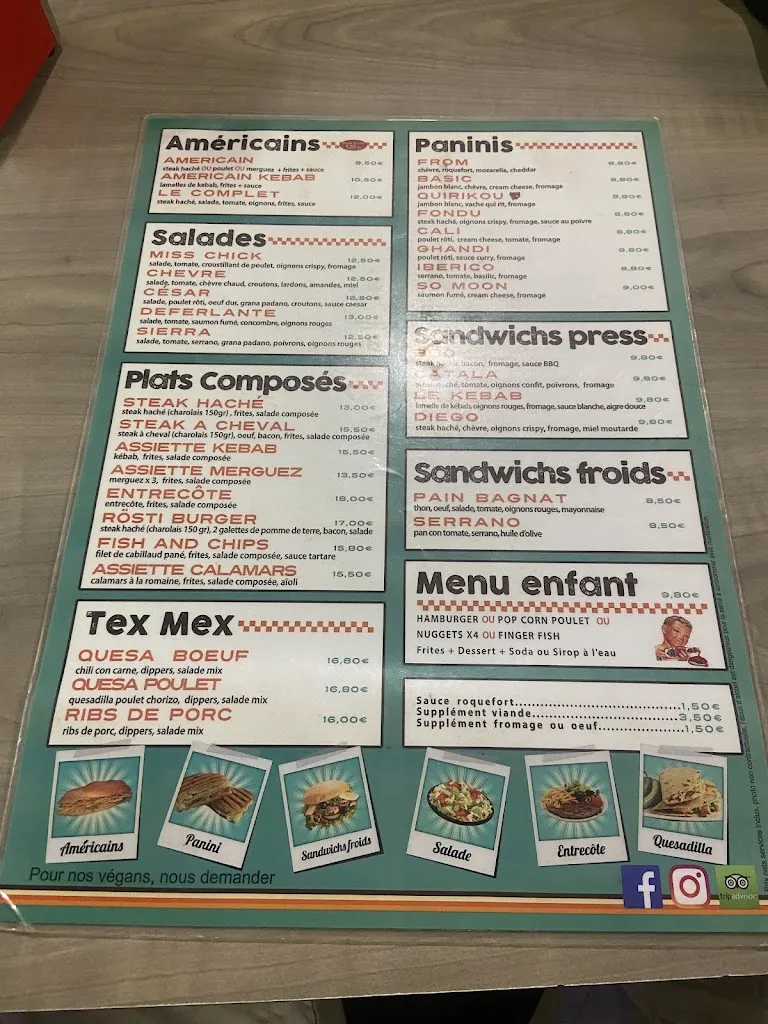 Américains
AMERICAIN 9,50€
steak haché OU poulet OU merguez + frites + sauce
AMERICAIN KEBAB 10,50€
lamelles de kebab, frites + sauce
LE COMPLET 12,00€
steak haché, salade, tomate, oignons, frites, sauce
Salades
MISS CHICK 12,50€
salade, tomate, croustillant de poulet, oignons crispy, fromage
CHEVRE 12,50€
salade, tomate, chèvre chaud, croutons, lardons, amandes, miel
CÉSAR 12,50€
salade, poulet rôti, oeuf dur, grana padano, croutons, sauce caesar
DEFERLANTE 13,00€
salade, tomate, saumon fumé, concombre, oignons rouges
SIERRA 12,50€
salade, tomate, serrano, grana padano, poivrons, oignons rouges
Plats Composés
STEAK HACHÉ 13,00€
steak haché (charolais 150gr) , frites, salade composée
STEAK A CHEVAL 15,50€
steak à cheval (charolais 150gr), oeuf, bacon, frites, salade composée
ASSIETTE KEBAB 15,50€
kébab, frites, salade composée
ASSIETTE MERGUEZ 13,50€
merguez x 3, frites, salade composée
ENTRECÔTE 18,00€
entrecôte, frites, salade composée
RÖSTI BURGER 17,00€
steak haché (charolais 150 gr), 2 galettes de pomme de terre, bacon, salade
FISH AND CHIPS 15,80€
filet de cabillaud pané, frites, salade composée, sauce tartare
ASSIETTE CALAMARS 15,50€
calamars à la romaine, frites, salade composée, aïoli
Tex Mex
QUESA BOEUF 16,80€
chili con carne, dippers, salade mix
QUESA POULET 16,80€
quesadilla poulet chorizo, dippers, salade mix
RIBS DE PORC 16,00€
ribs de porc, dippers, salade mix
Paninis
FROM 8,80€
chèvre, roquefort, mozarella, cheddar
BASIC 8,80€
jambon blanc, chèvre, cream cheese, fromage
QUIRIKOU 8,80€
jambon blanc, vache qui rit, fromage
FONDU 8,80€
steak haché, oignons crispy, fromage, sauce au poivre
CALI 8,80€
poulet rôti, cream cheese, tomate, fromage
GHANDI 8,80€
poulet rôti, sauce curry, fromage
IBERICO 8,80€
serrano, tomate, basilic, fromage
SO MOON 9,00€
saumon fumé, cream cheese, fromage
Sandwichs press
9,80€
steak haché, bacon, fromage, sauce BBQ
CATALA 9,80€
steak haché, tomate, oignons confit, poivrons, fromage
LE KEBAB 9,80€
lamelle de kébab, oignons rouges, fromage, sauce blanche, aigre douce
DIEGO 9,80€
steak haché, chèvre, oignons crispy, fromage, miel moutarde
Sandwichs froids
PAIN BAGNAT 8,50€
thon, oeuf, salade, tomate, oignons rouges, mayonnaise
SERRANO 8,50€
pan con tomate, serrano, huile d'olive
Menu enfant 9,80€
HAMBURGER OU POP CORN POULET OU
NUGGETS X4 OU FINGER FISH
Frites + Dessert + Soda ou Sirop à l'eau
Sauce roquefort...1,50€
Supplément viande...3,50€
Supplément fromage ou oeuf...1,50€
Américains
Panini
Sandwichs froids
Salade
Entrecôte
Quesadilla
Pour nos végans, nous demander
tripadvisor